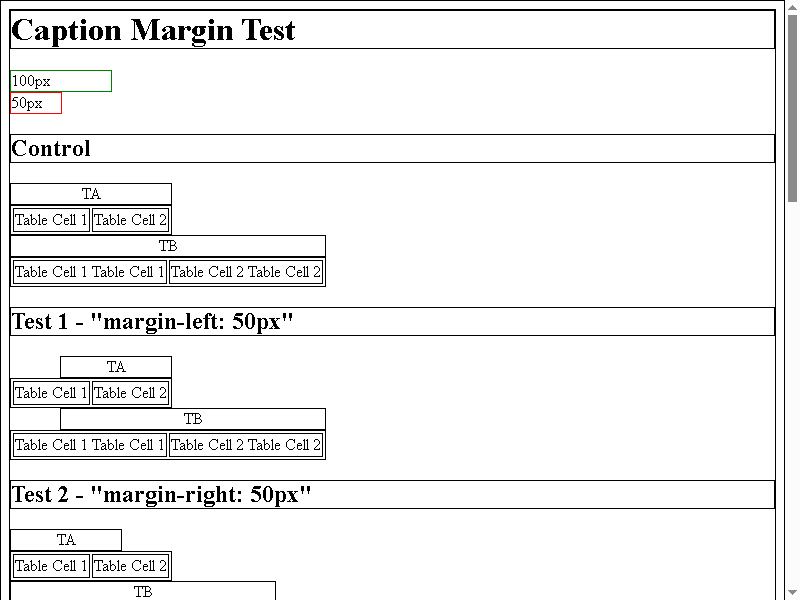 Caption Margin Test
100px
50px
Control
TA
Table Cell 1 Table Cell 2
TB
Table Cell 1 Table Cell 1 Table Cell 2 Table Cell 2
Test 1 - "margin-left: 50px"
TA
Table Cell 1 Table Cell 2
TB
Table Cell 1 Table Cell 1 Table Cell 2 Table Cell 2
Test 2 - "margin-right: 50px"
TA
Table Cell 1 Table Cell 2
TB